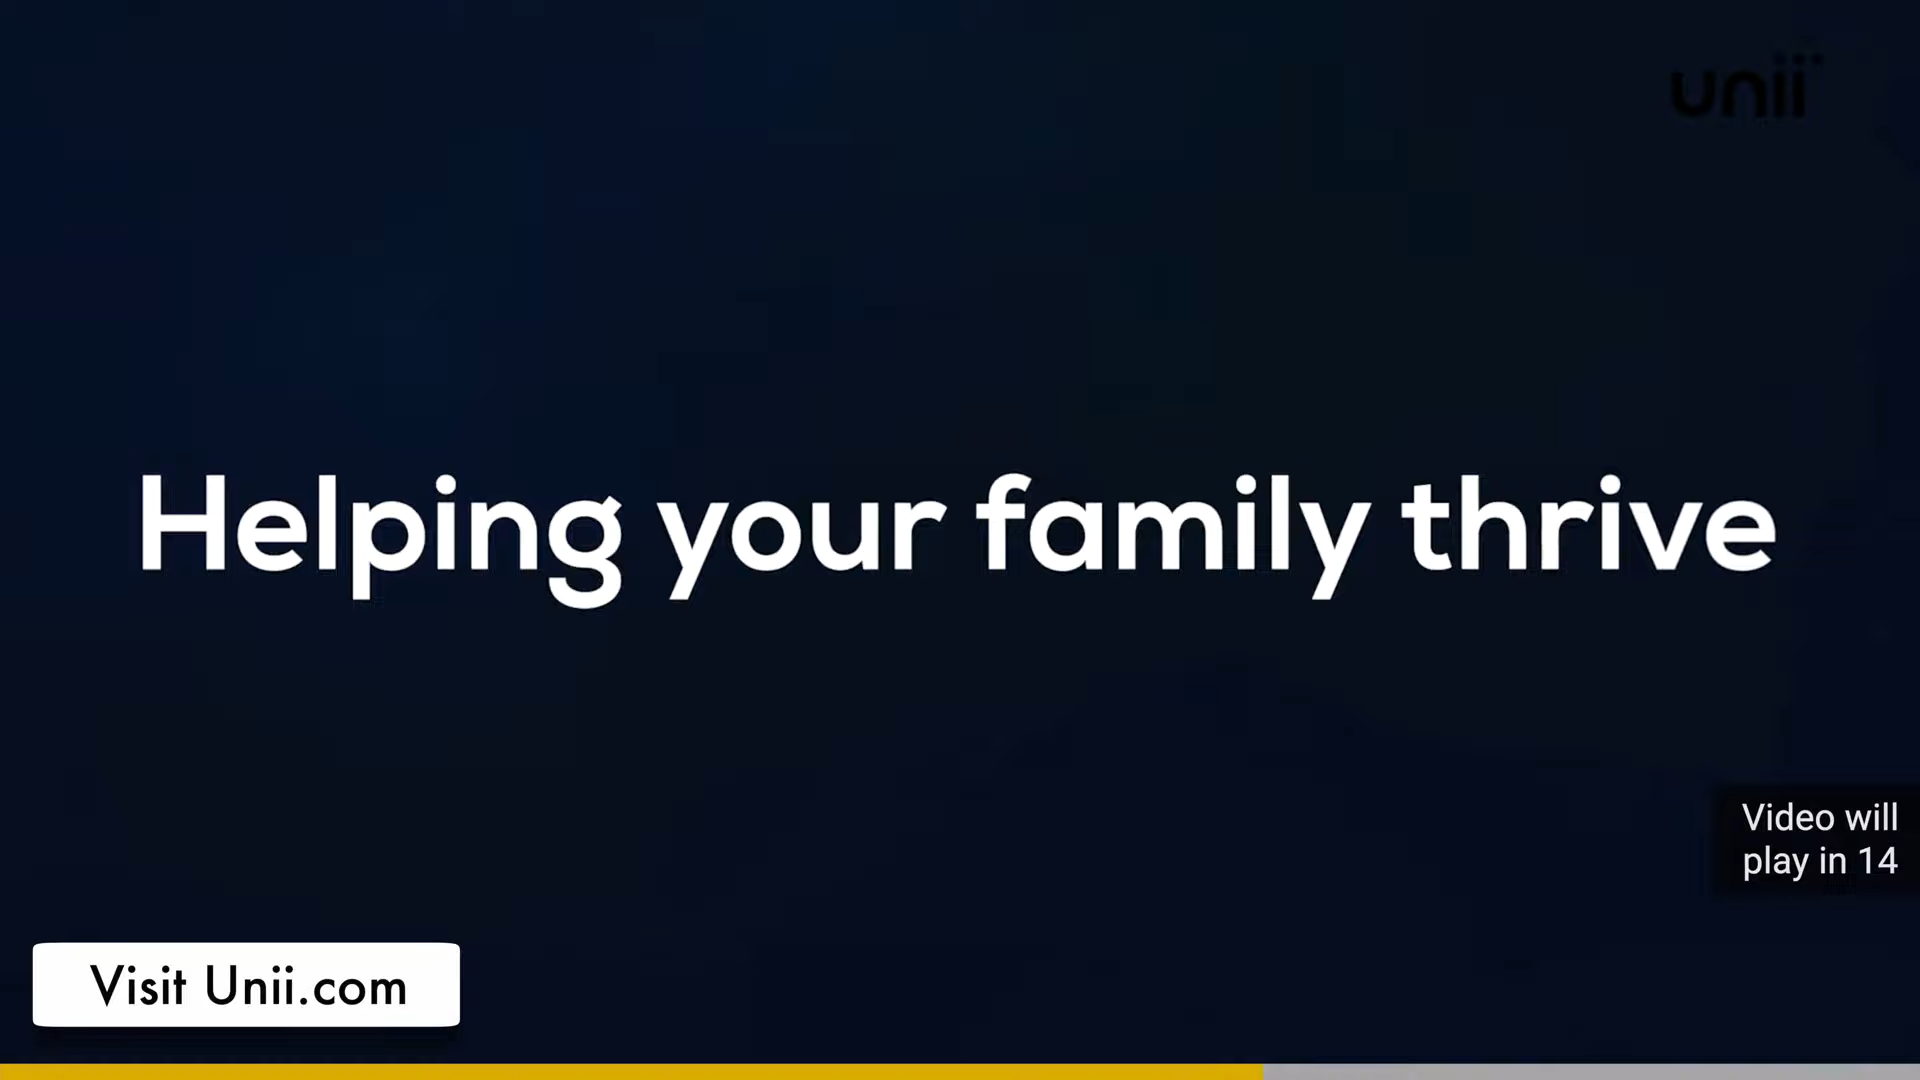 unii
Helping your family thrive
Video will
play in 14
Visit Unii.com